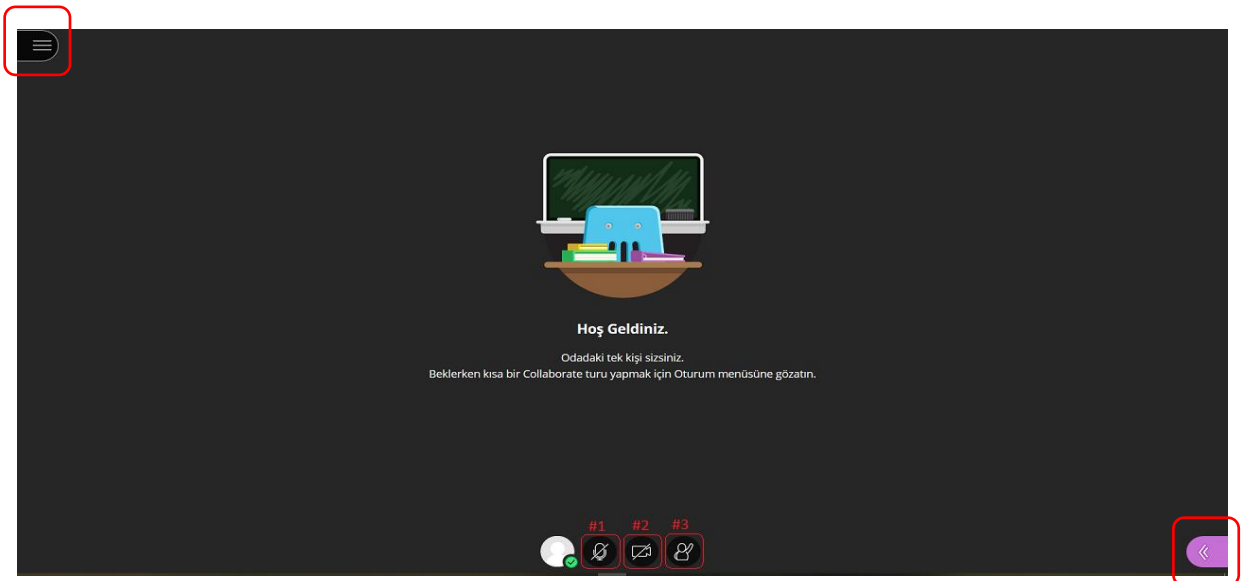 Hoş Geldiniz.
Odadaki tek kişi sizsiniz.
Beklerken kısa bir Collaborate turu yapmak için Oturum menüsüne gözatın.
#1 #2 #3